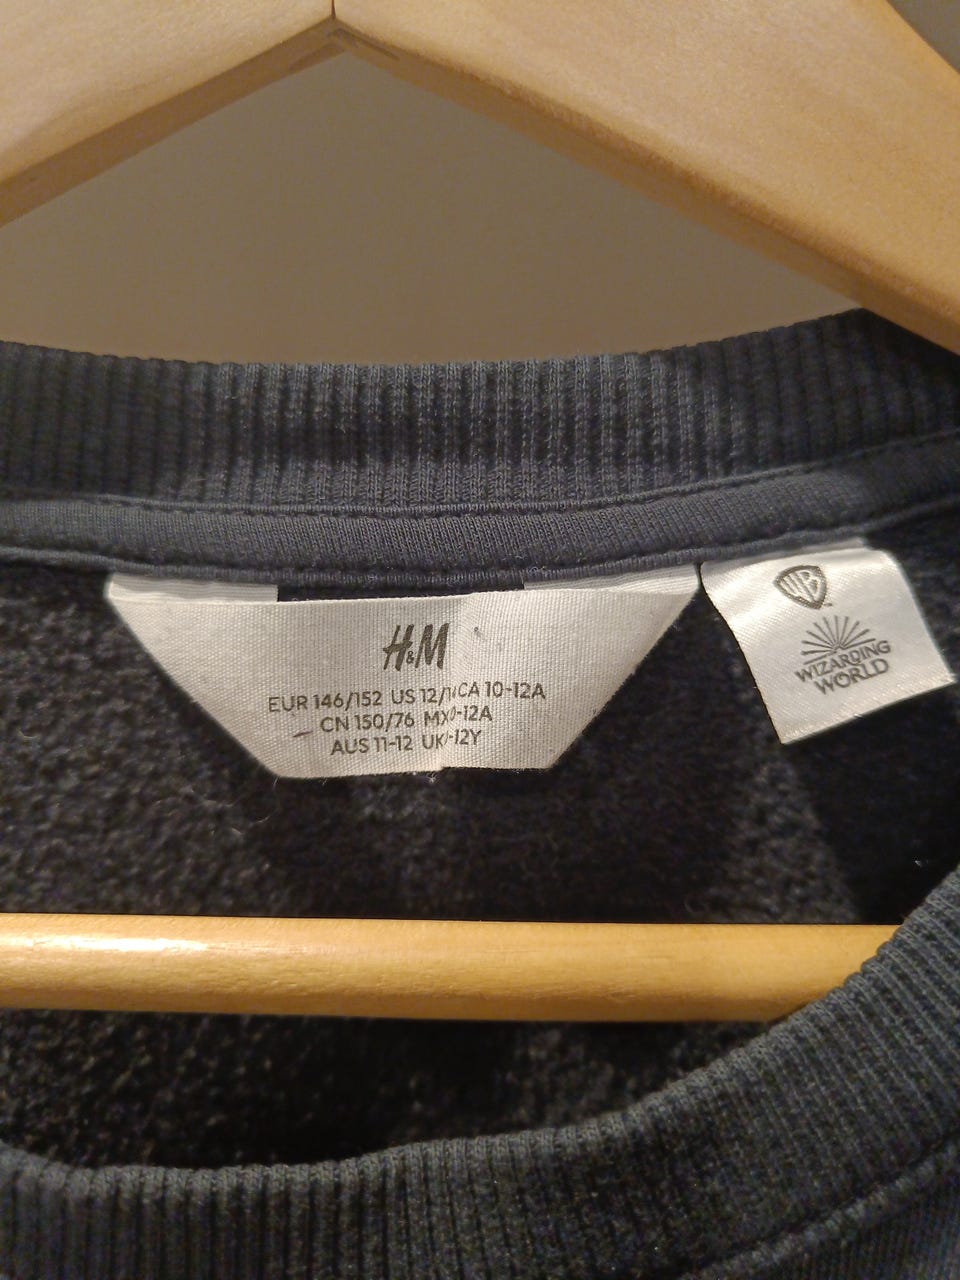 H&M
EUR 146/152 US 12/1 CA 10-12A
CN 150/76 MX -12A
AUS 11-12 UK -12Y
WB
WIZARDING
WORLD